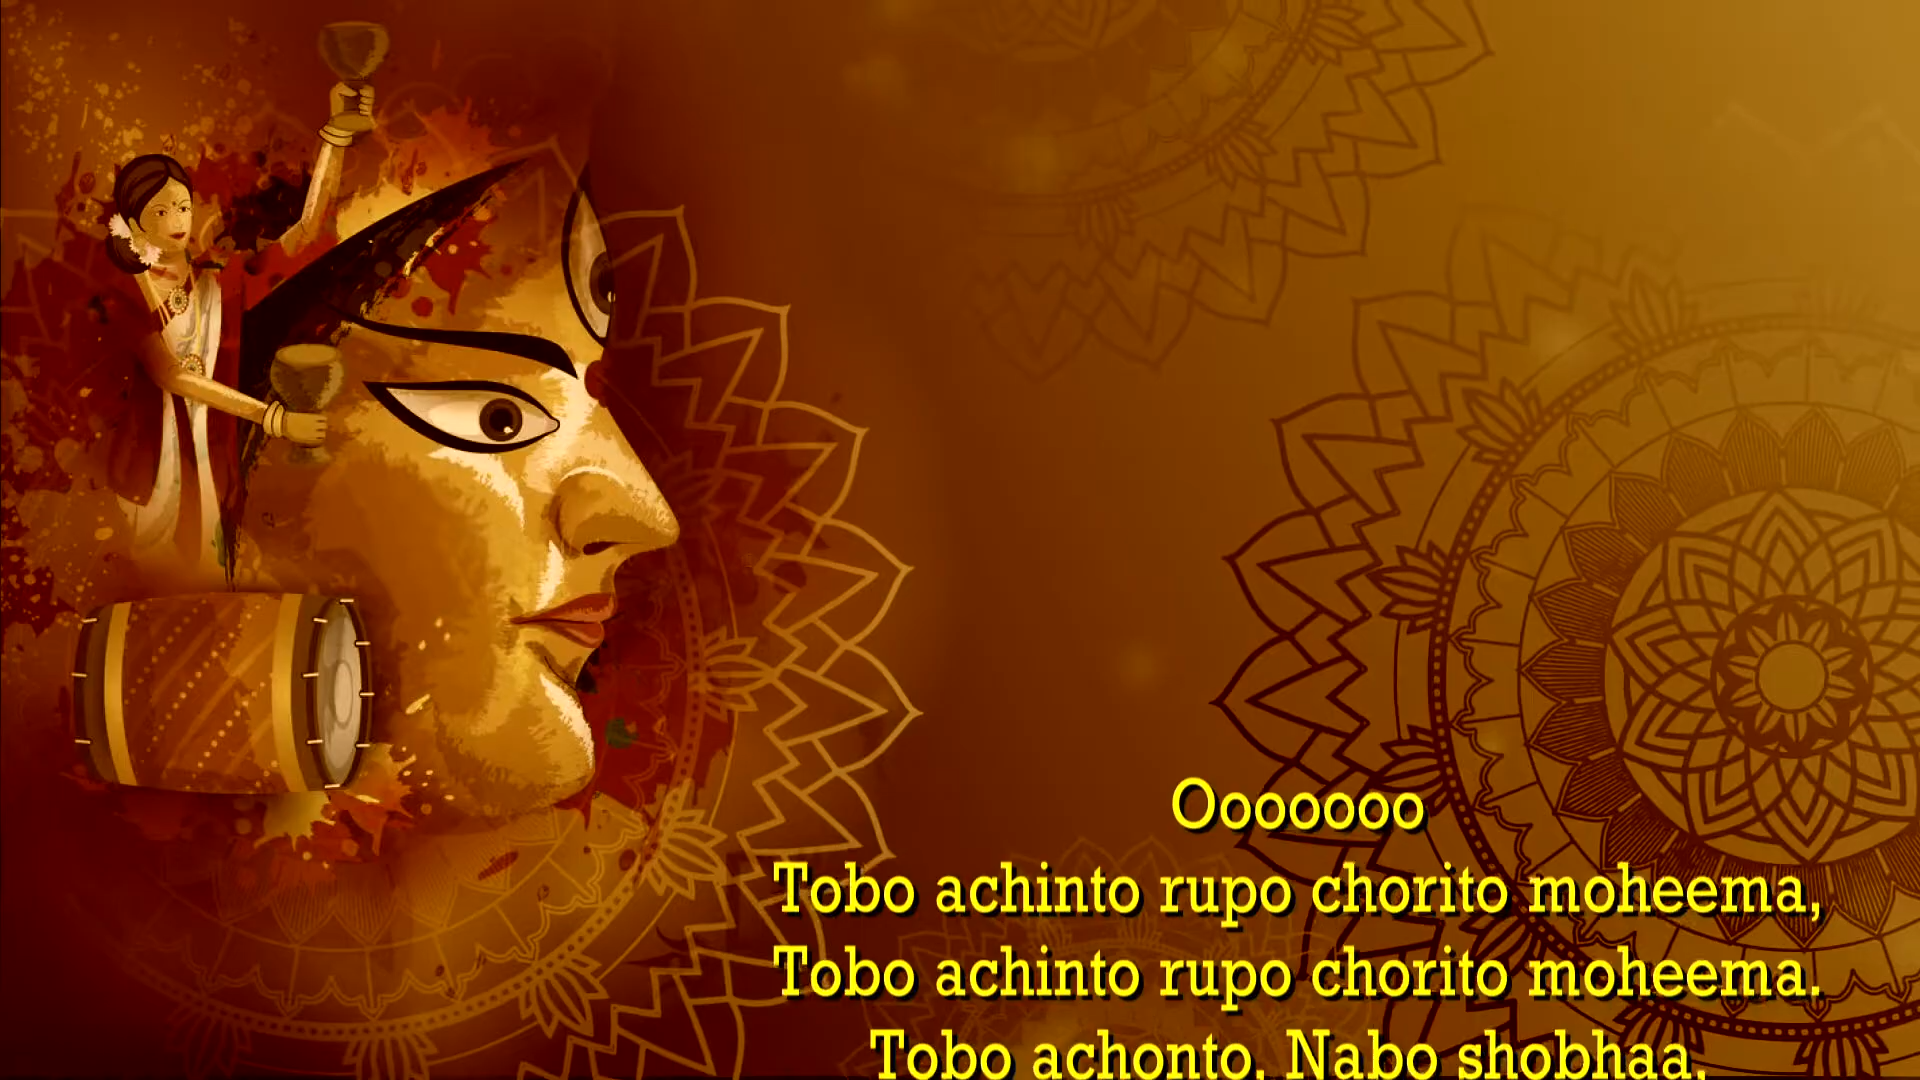 Ooooooo
Tobo achinto rupo chorito moheema,
Tobo achinto rupo chorito moheema.
Tobo achonto, Nabo shobhaa,